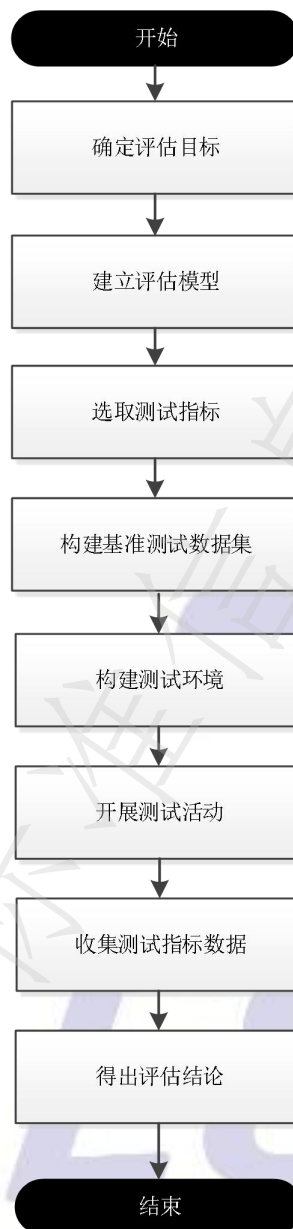 开始
确定评估目标
建立评估模型
选取测试指标
构建基准测试数据集
构建测试环境
开展测试活动
收集测试指标数据
得出评估结论
结束